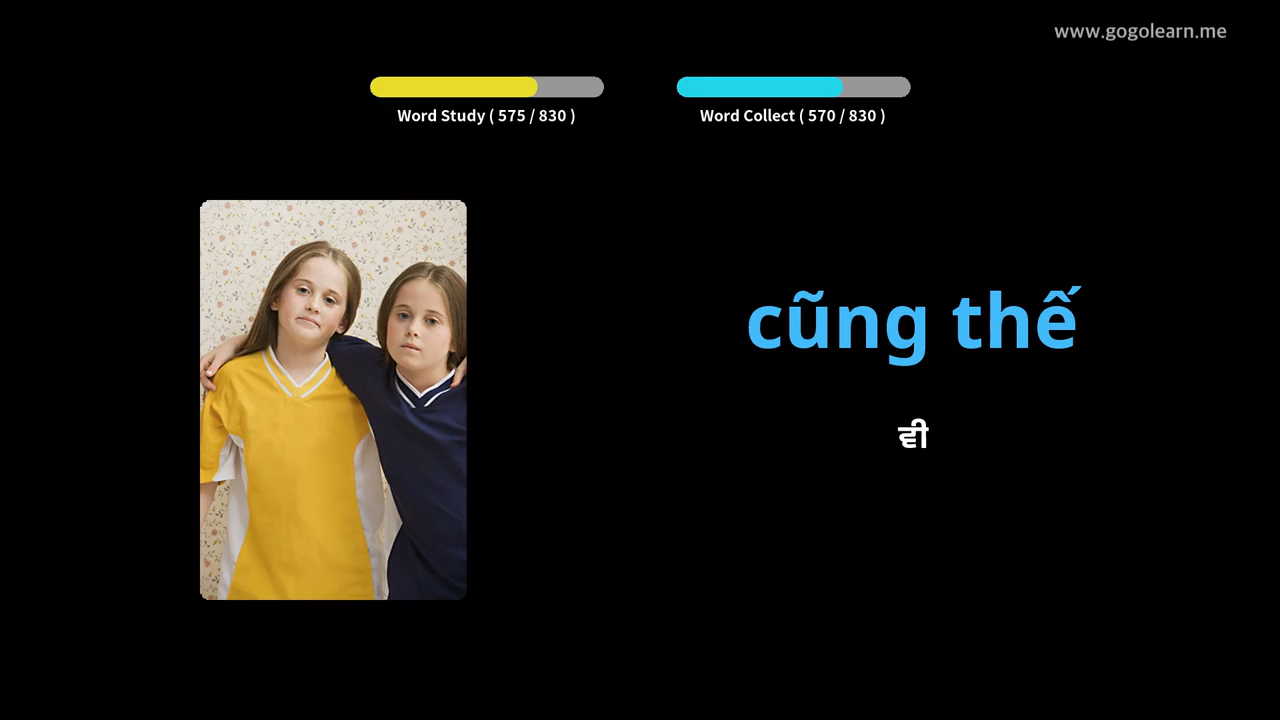 www.gogolearn.me
Word Study ( 575 / 830 )
Word Collect ( 570 / 830 )
cũng thế
ਵੀ